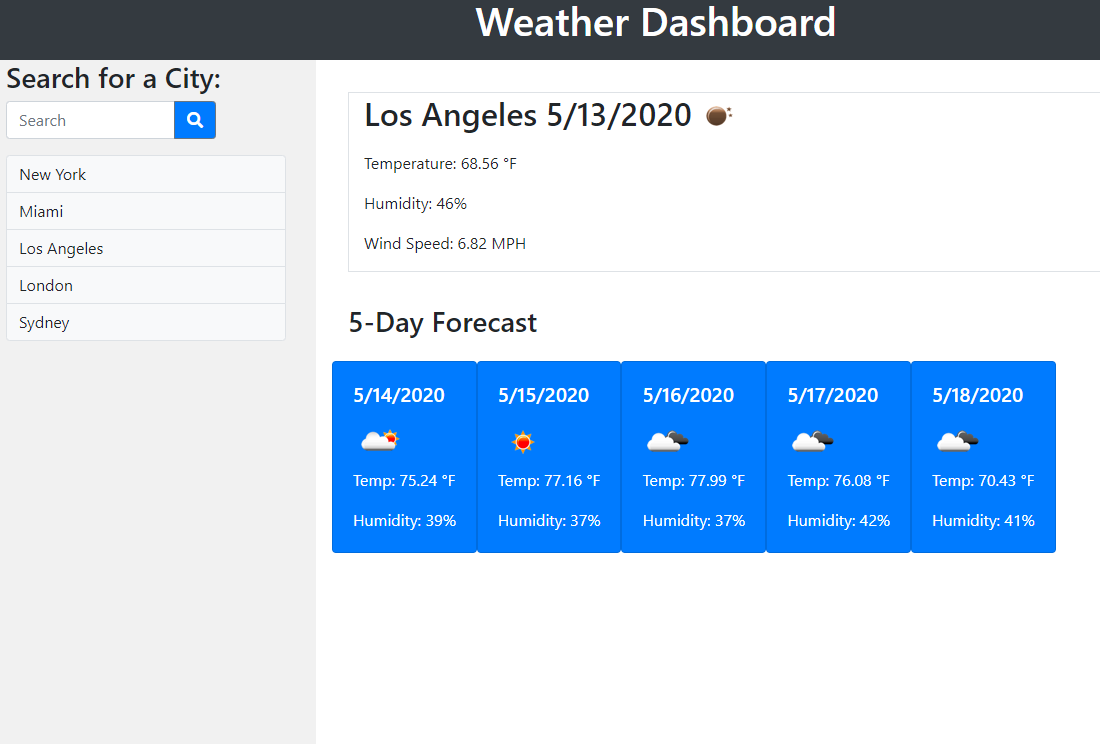 Weather Dashboard
Search for a City:
Search
New York
Miami
Los Angeles
London
Sydney
Los Angeles 5/13/2020
Temperature: 68.56 °F
Humidity: 46%
Wind Speed: 6.82 MPH
5-Day Forecast
5/14/2020
Temp: 75.24 °F
Humidity: 39%
5/15/2020
Temp: 77.16 °F
Humidity: 37%
5/16/2020
Temp: 77.99 °F
Humidity: 37%
5/17/2020
Temp: 76.08 °F
Humidity: 42%
5/18/2020
Temp: 70.43 °F
Humidity: 41%